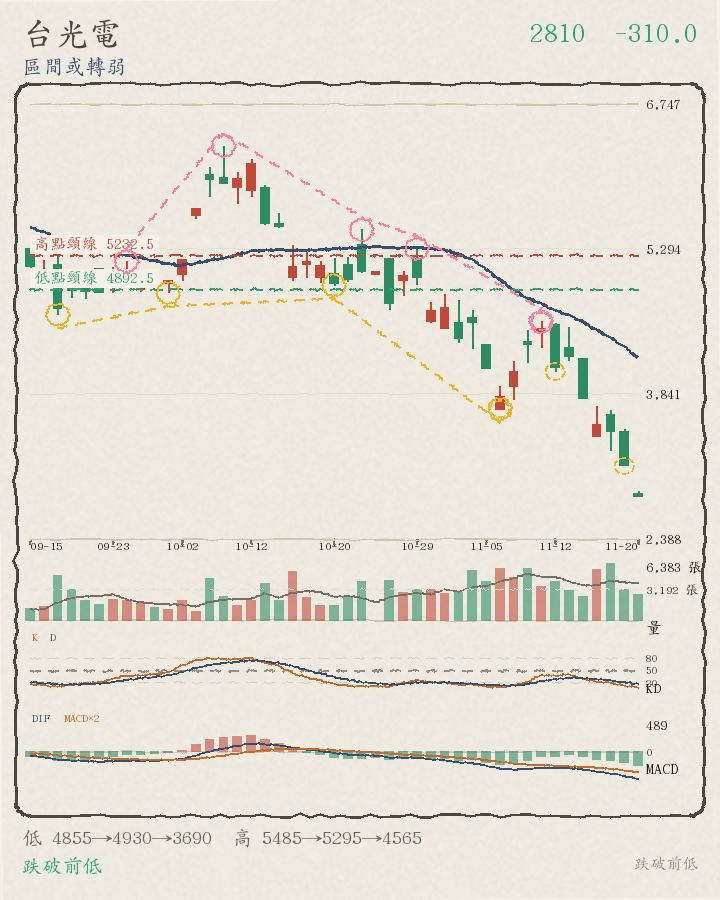 台光電
2810 -310.0
區間或轉弱
6,747
高點頸線 5232.5
5,294
低點頸線 4892.5
3,841
2,388
09-15 09-23 10-02 10-12 10-20 10-29 11-05 11-12 11-20
6,383 張
3,192 張
量
K D
80
50
20
KD
DIF MACD×2
489
0
MACD
低 4855→4930→3690 高 5485→5295→4565
跌破前低
跌破前低